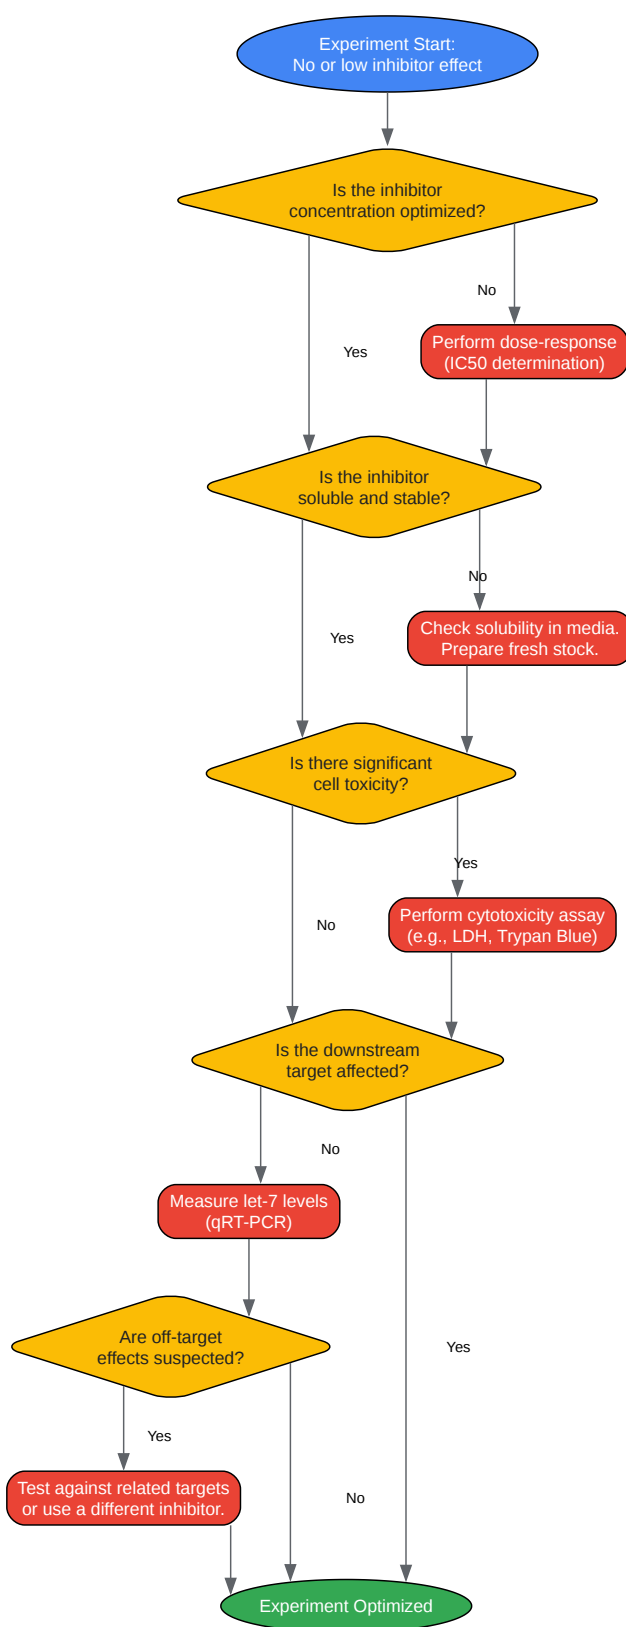 Experiment Start:
No or low inhibitor effect
Is the inhibitor
concentration optimized?
No
Yes
Perform dose-response
(IC50 determination)
Is the inhibitor
soluble and stable?
No
Yes
Check solubility in media.
Prepare fresh stock.
Is there significant
cell toxicity?
Yes
No
Perform cytotoxicity assay
(e.g., LDH, Trypan Blue)
Is the downstream
target affected?
No
Measure let-7 levels
(qRT-PCR)
Are off-target
effects suspected?
Yes
Yes
No
Test against related targets
or use a different inhibitor.
Experiment Optimized